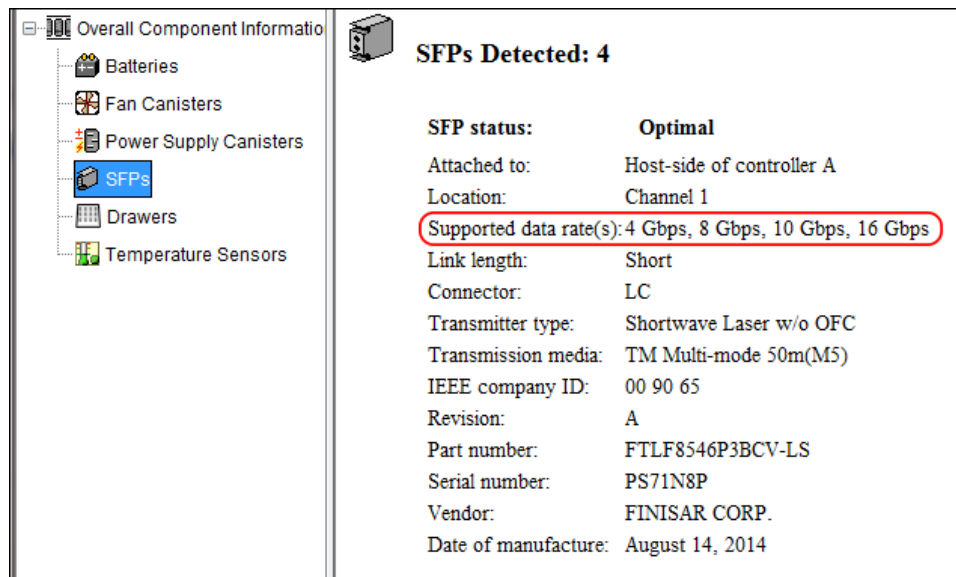 Overall Component Informatio
Batteries
Fan Canisters
Power Supply Canisters
SFPs
Drawers
Temperature Sensors
SFPs Detected: 4
SFP status: Optimal
Attached to: Host-side of controller A
Location: Channel 1
Supported data rate(s): 4 Gbps, 8 Gbps, 10 Gbps, 16 Gbps
Link length: Short
Connector: LC
Transmitter type: Shortwave Laser w/o OFC
Transmission media: TM Multi-mode 50m(M5)
IEEE company ID: 00 90 65
Revision: A
Part number: FTLF8546P3BCV-LS
Serial number: PS71N8P
Vendor: FINISAR CORP.
Date of manufacture: August 14, 2014